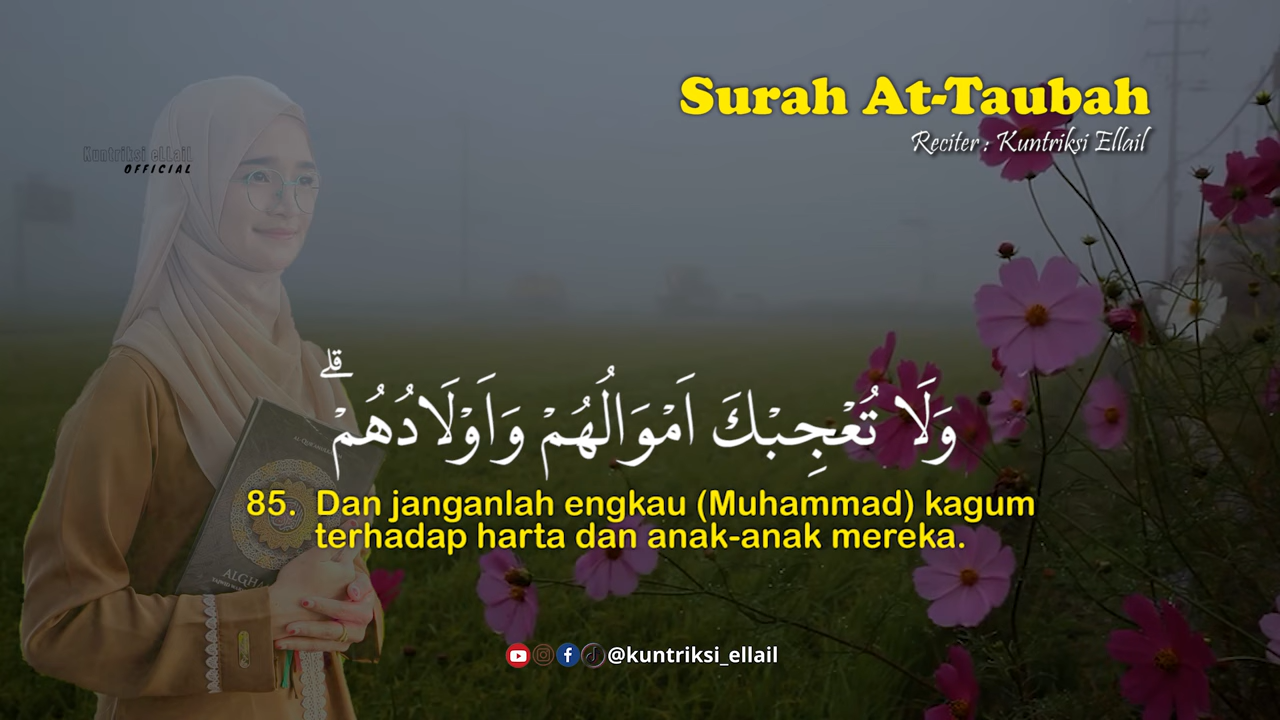 Surah At-Taubah
Reciter : Kuntriksi Ellail
Kuntriksi eLLail
OFFICIAL
وَلَا تُعْجِبْكَ اَمْوَالُهُمْ وَاَوْلَادُهُمْ ۗ
85. Dan janganlah engkau (Muhammad) kagum
terhadap harta dan anak-anak mereka.
@kuntriksi_ellail